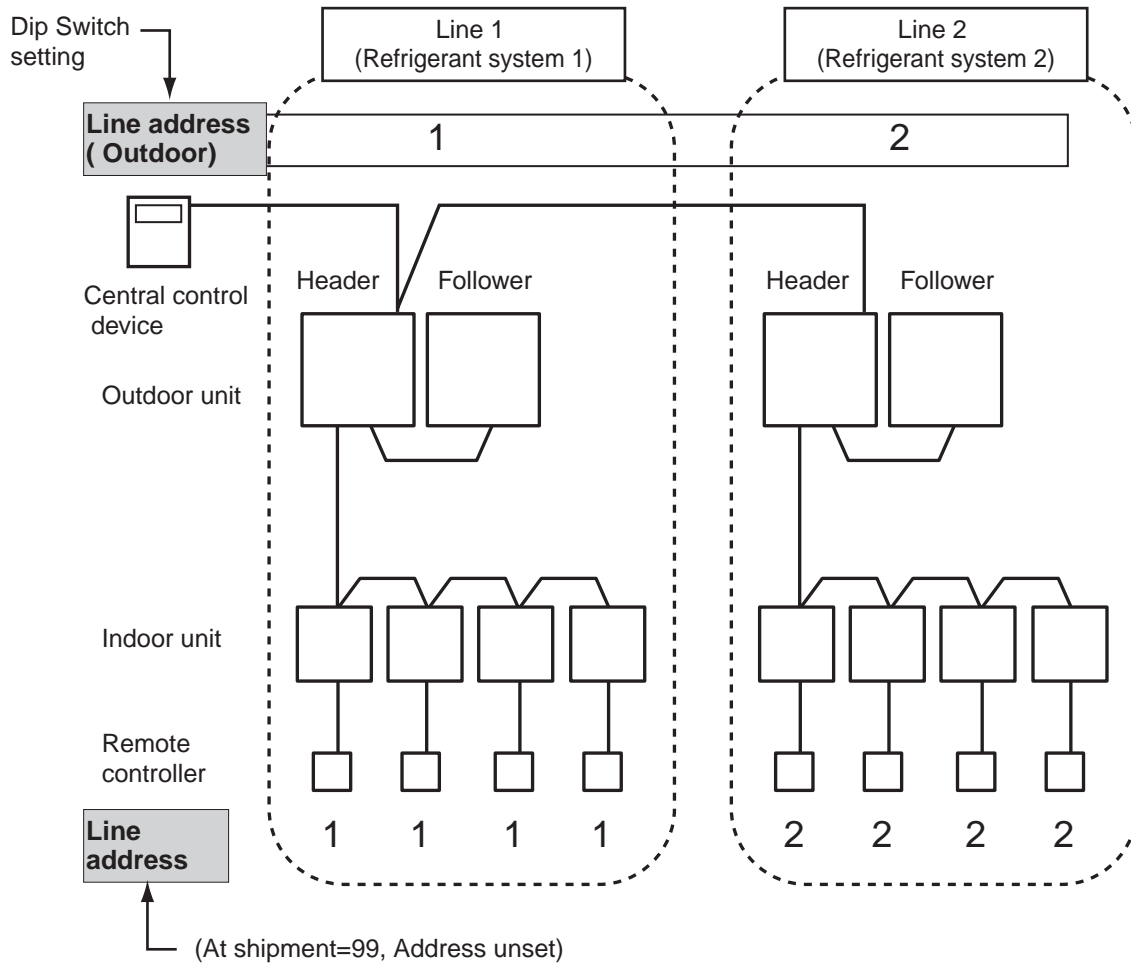 Dip Switch
setting
Line 1
(Refrigerant system 1)
Line 2
(Refrigerant system 2)
Line address
( Outdoor)
1
2
Central control
device
Header
Follower
Header
Follower
Outdoor unit
Indoor unit
Remote
controller
Line
address
1 1 1 1
2 2 2 2
(At shipment=99, Address unset)